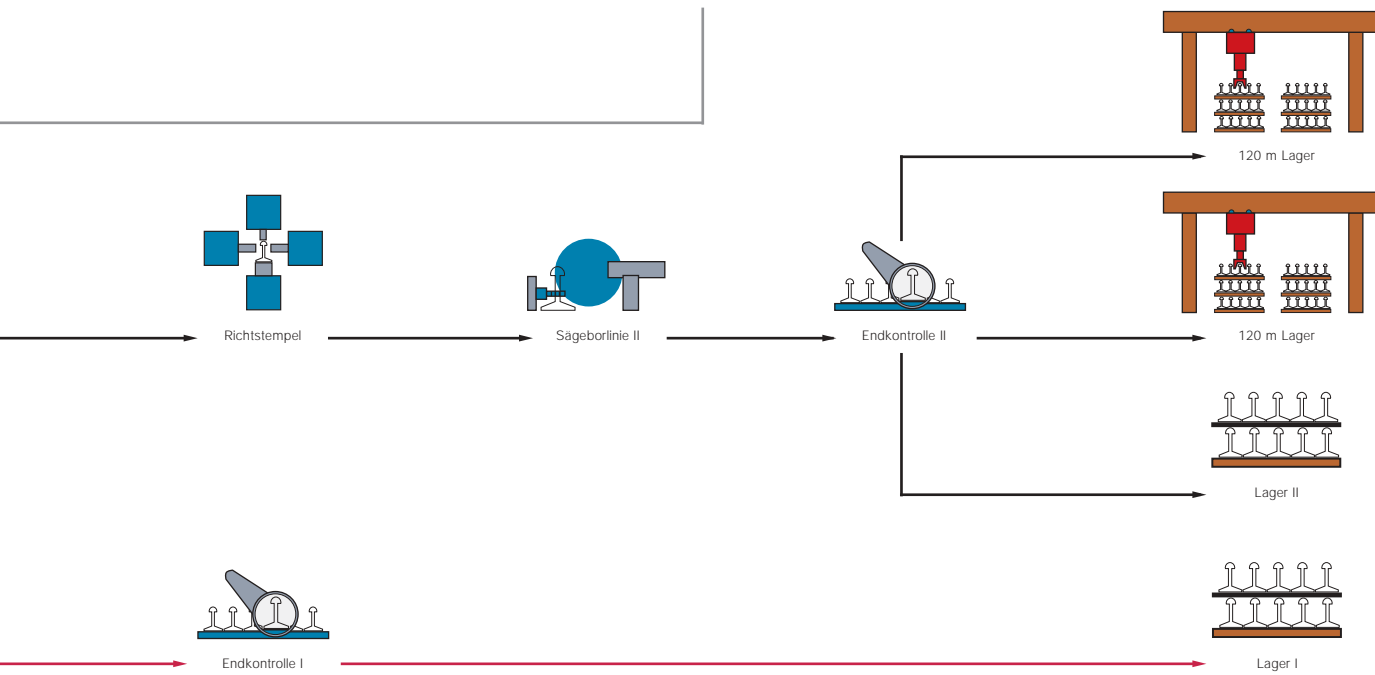 120 m Lager
Richtstempel
Sägeborlinie II
Endkontrolle II
120 m Lager
Lager II
Endkontrolle I
Lager I